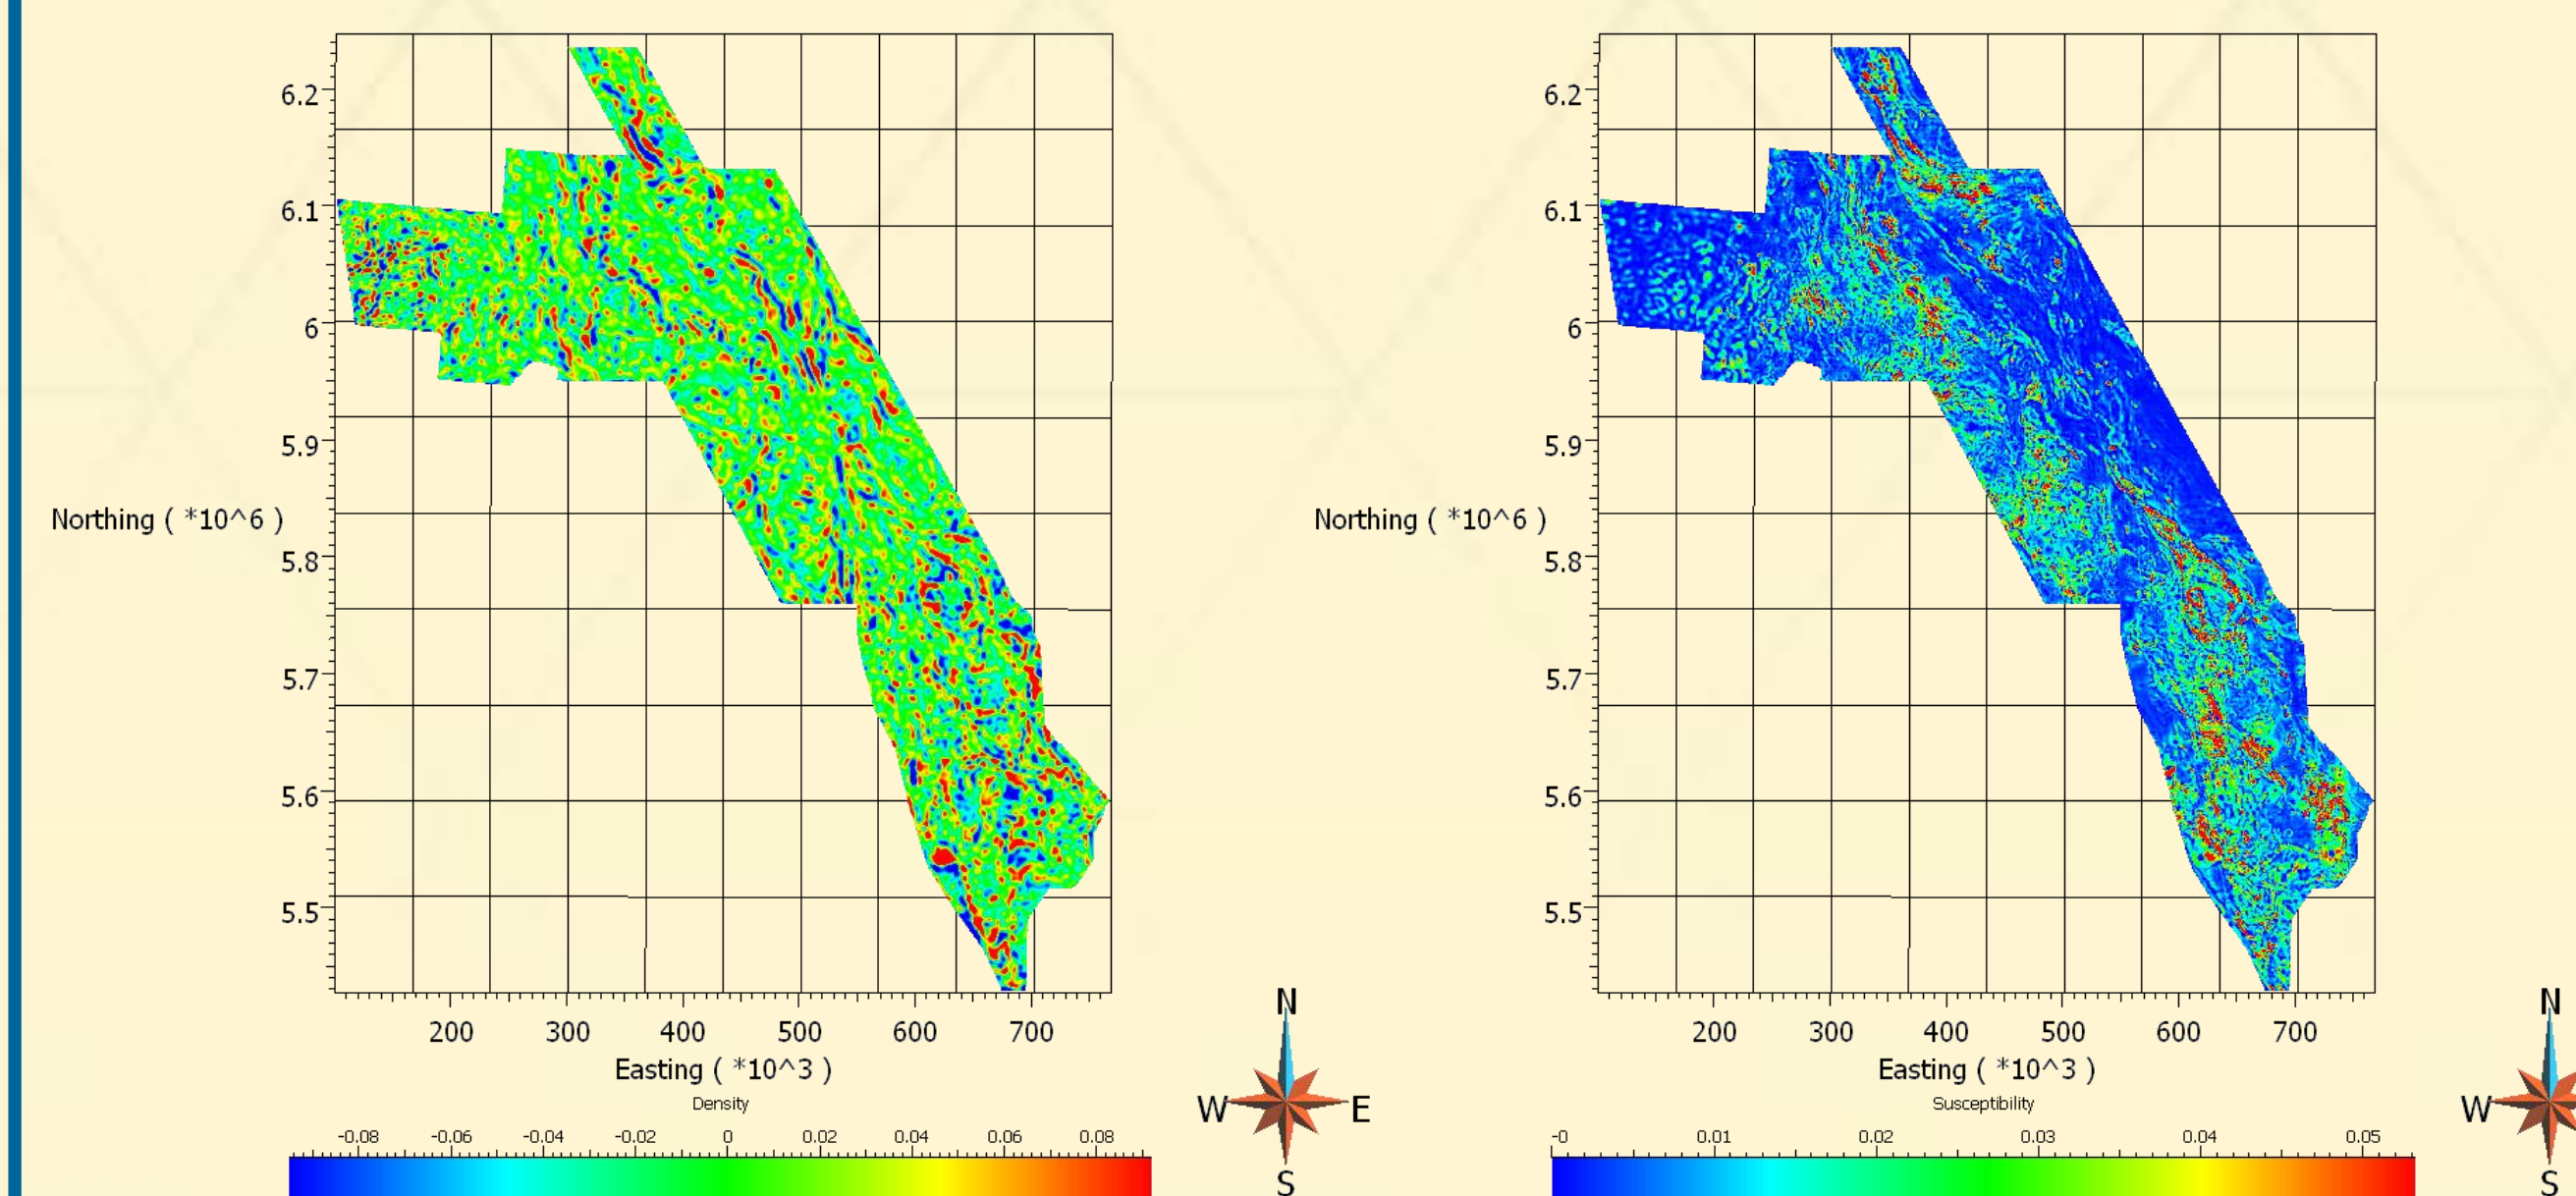 6.2
6.1
6
5.9
Northing ( *10^6 )
5.8
5.7
5.6
5.5
200 300 400 500 600 700
Easting ( *10^3 )
Density
-0.08 -0.06 -0.04 -0.02 0 0.02 0.04 0.06 0.08
N
W E
S
6.2
6.1
6
5.9
Northing ( *10^6 )
5.8
5.7
5.6
5.5
200 300 400 500 600 700
Easting ( *10^3 )
Susceptibility
-0 0.01 0.02 0.03 0.04 0.05
N
W
S